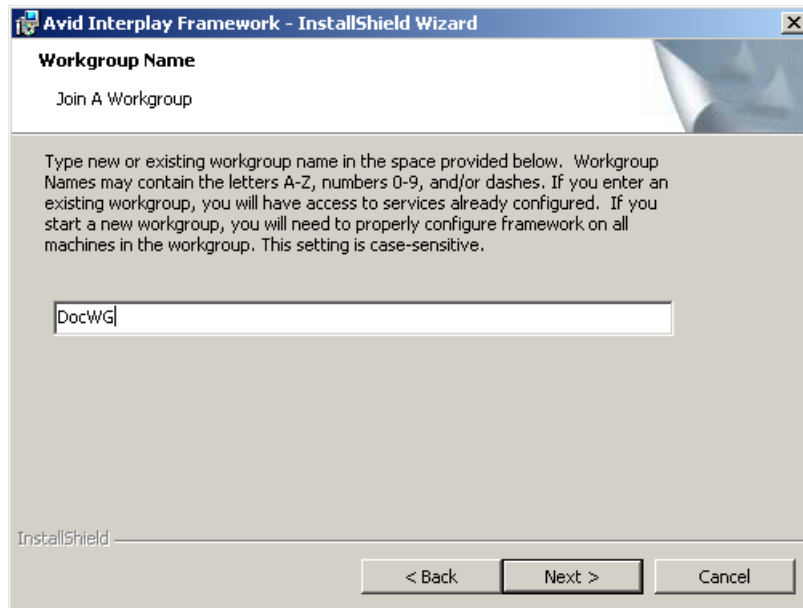 Avid Interplay Framework - InstallShield Wizard
Workgroup Name
Join A Workgroup
Type new or existing workgroup name in the space provided below.  Workgroup
Names may contain the letters A-Z, numbers 0-9, and/or dashes. If you enter an
existing workgroup, you will have access to services already configured.  If you
start a new workgroup, you will need to properly configure framework on all
machines in the workgroup. This setting is case-sensitive.
DocWG
InstallShield
< Back
Next >
Cancel